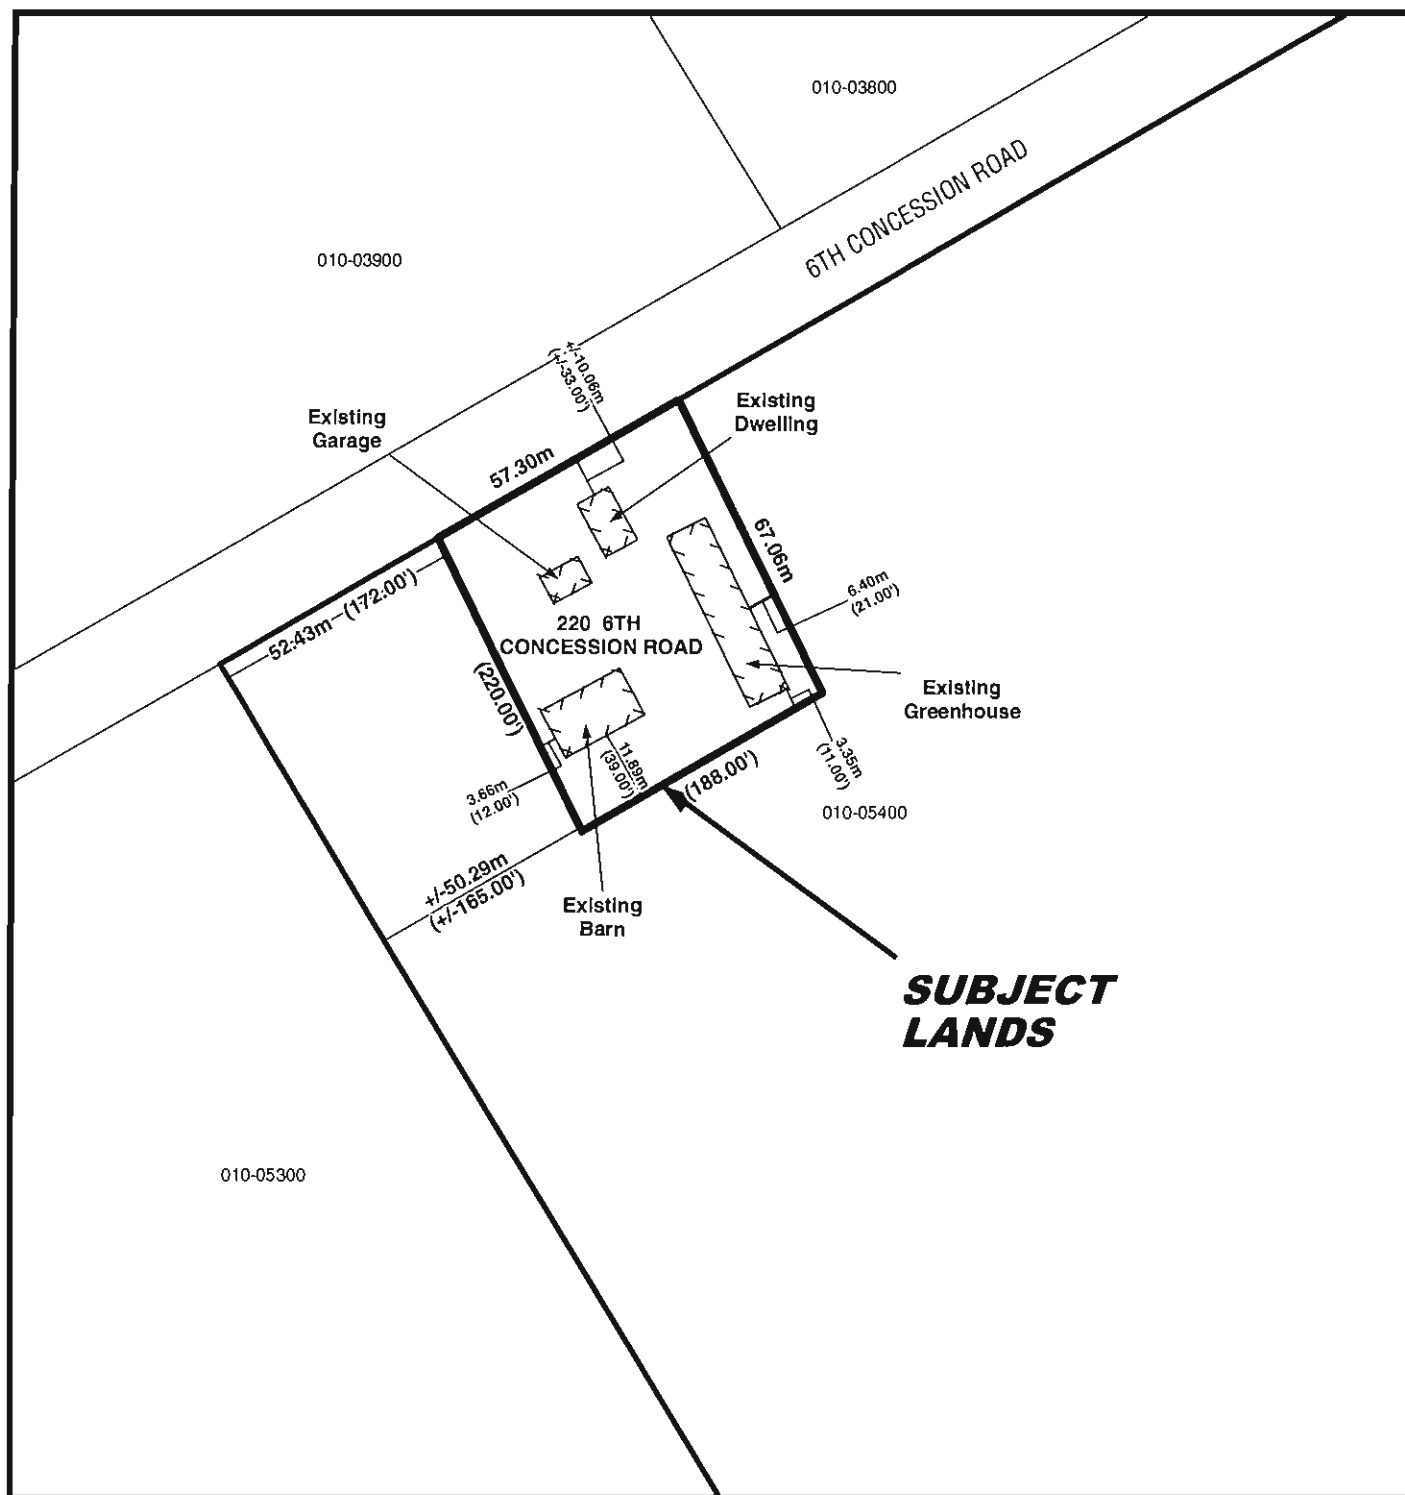 010-03800
6TH CONCESSION ROAD
010-03900
+/-10.06m
(+/-33.00')
Existing
Garage
Existing
Dwelling
57.30m
67.06m
6.40m
(21.00')
52.43m (172.00')
220 6TH
CONCESSION ROAD
(220.00')
Existing
Greenhouse
11.89m
(39.00')
3.66m
(12.00')
(188.00')
3.35m
(11.00')
010-05400
+/-50.29m
(+/-165.00')
Existing
Barn
SUBJECT
LANDS
010-05300